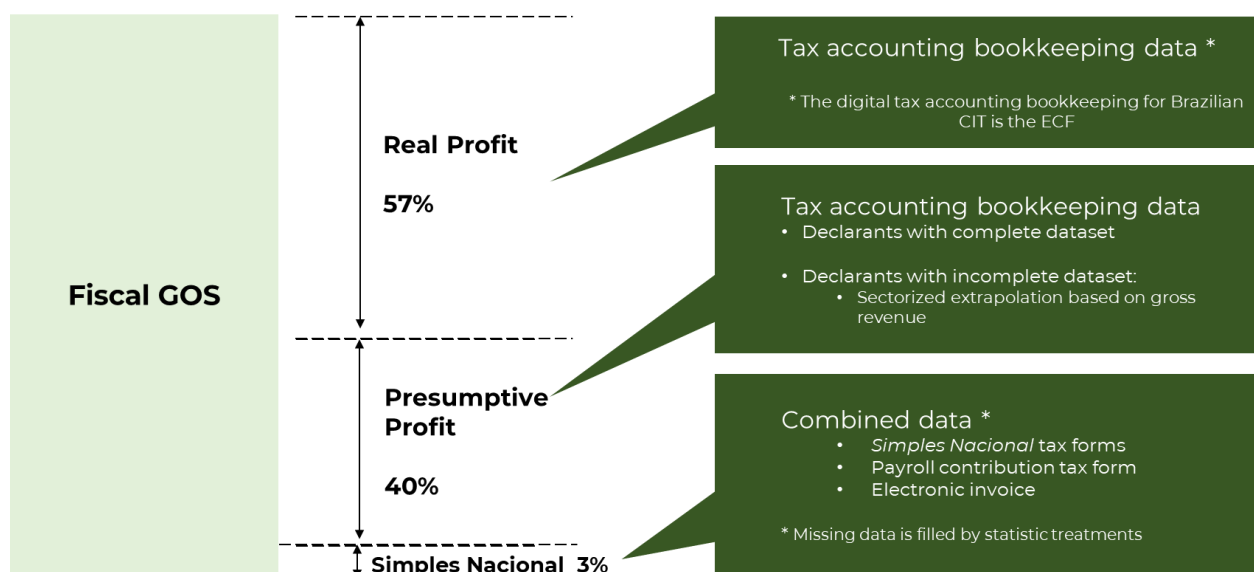 Fiscal GOS
Real Profit
57%
Presumptive
Profit
40%
Simples Nacional 3%
Tax accounting bookkeeping data *
* The digital tax accounting bookkeeping for Brazilian
CIT is the ECF
Tax accounting bookkeeping data
• Declarants with complete dataset
• Declarants with incomplete dataset:
• Sectorized extrapolation based on gross
revenue
Combined data *
• Simples Nacional tax forms
• Payroll contribution tax form
• Electronic invoice
* Missing data is filled by statistic treatments